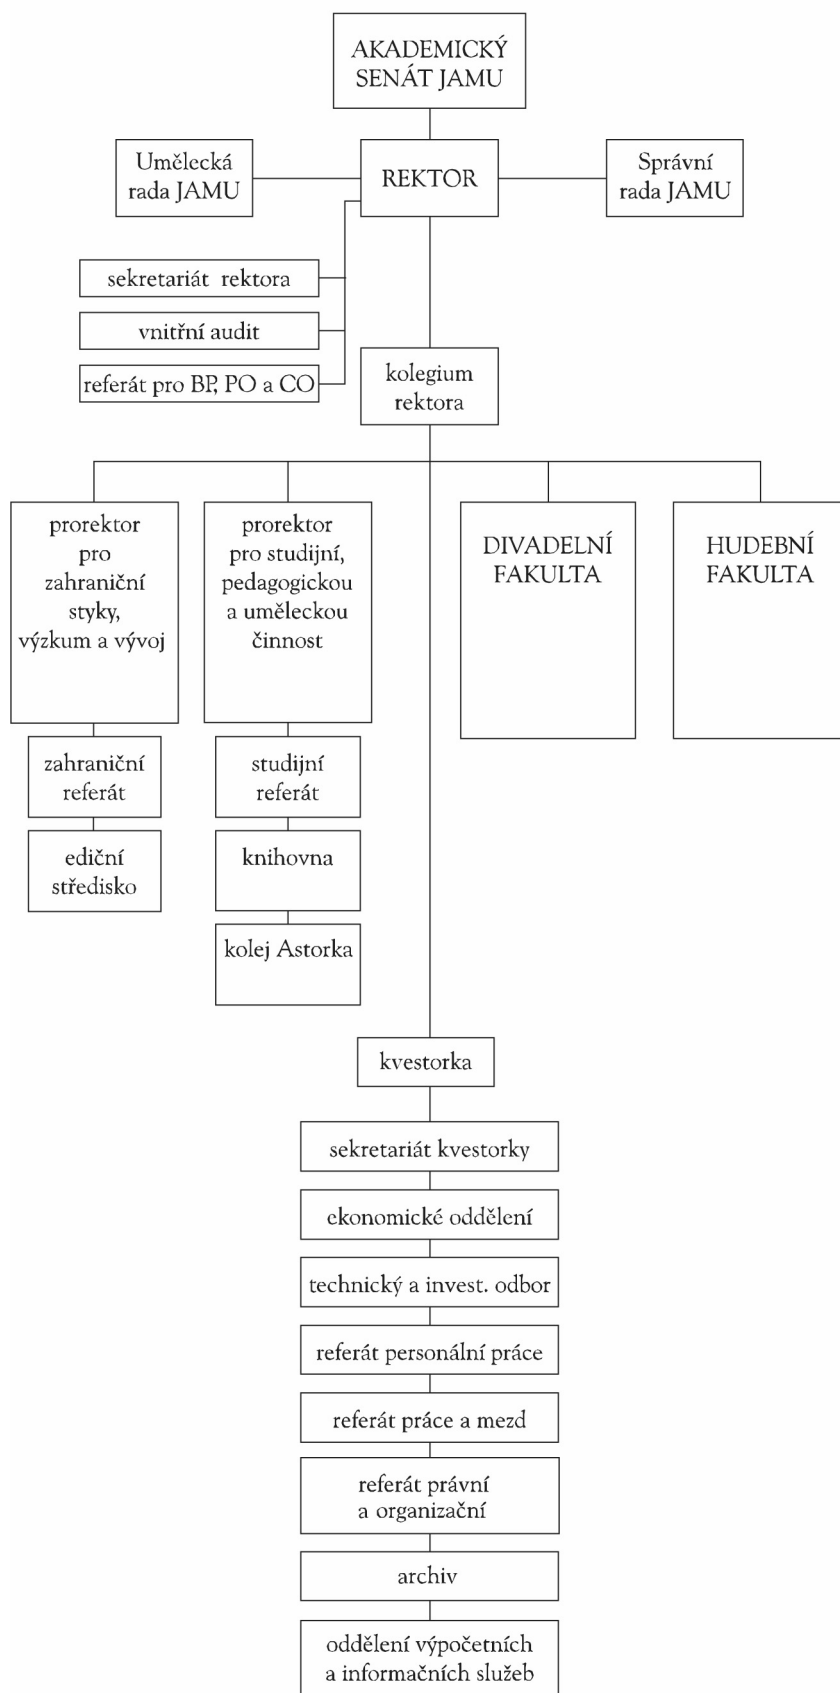 AKADEMICKÝ
SENÁT JAMU
Umělecká
rada JAMU
REKTOR
Správní
rada JAMU
sekretariát rektora
vnitřní audit
referát pro BP, PO a CO
kolegium
rektora
prorektor
pro
zahraniční
styky,
výzkum a vývoj
prorektor
pro studijní,
pedagogickou
a uměleckou
činnost
DIVADELNÍ
FAKULTA
HUDEBNÍ
FAKULTA
zahraniční
referát
studijní
referát
ediční
středisko
knihovna
kolej Astorka
kvestorka
sekretariát kvestorky
ekonomické oddělení
technický a invest. odbor
referát personální práce
referát práce a mezd
referát právní
a organizační
archiv
oddělení výpočetních
a informačních služeb